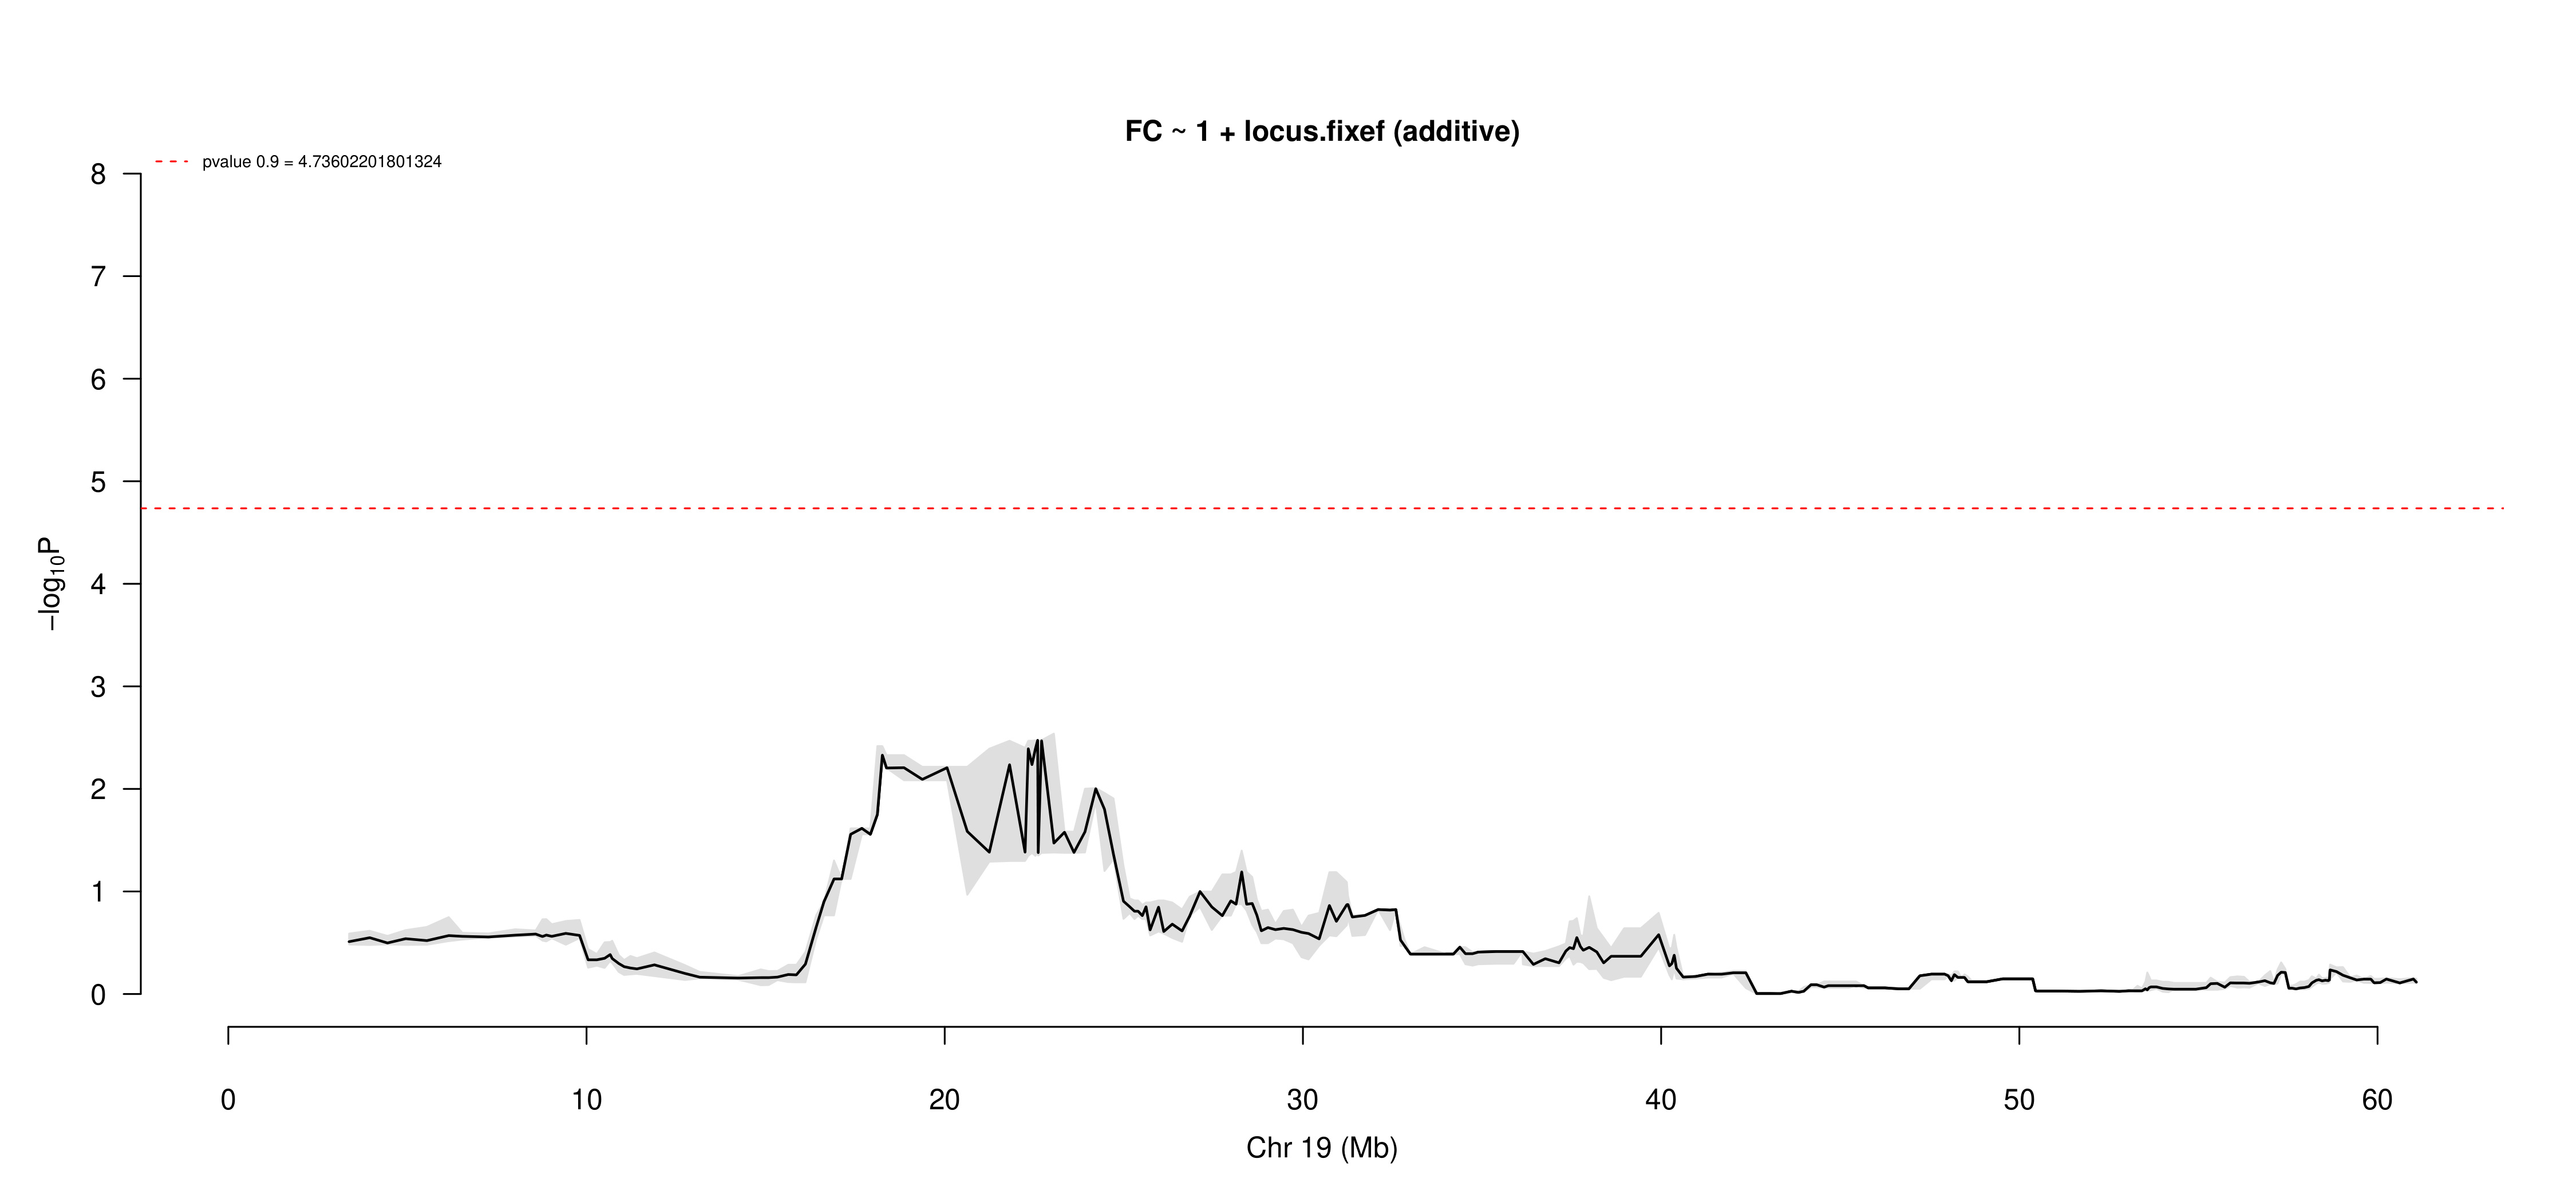 FC ~ 1 + locus.fixef (additive)
pvalue 0.9 = 4.73602201801324
8
7
6
5
4
3
2
1
0
−log10P
0 10 20 30 40 50 60
Chr 19 (Mb)